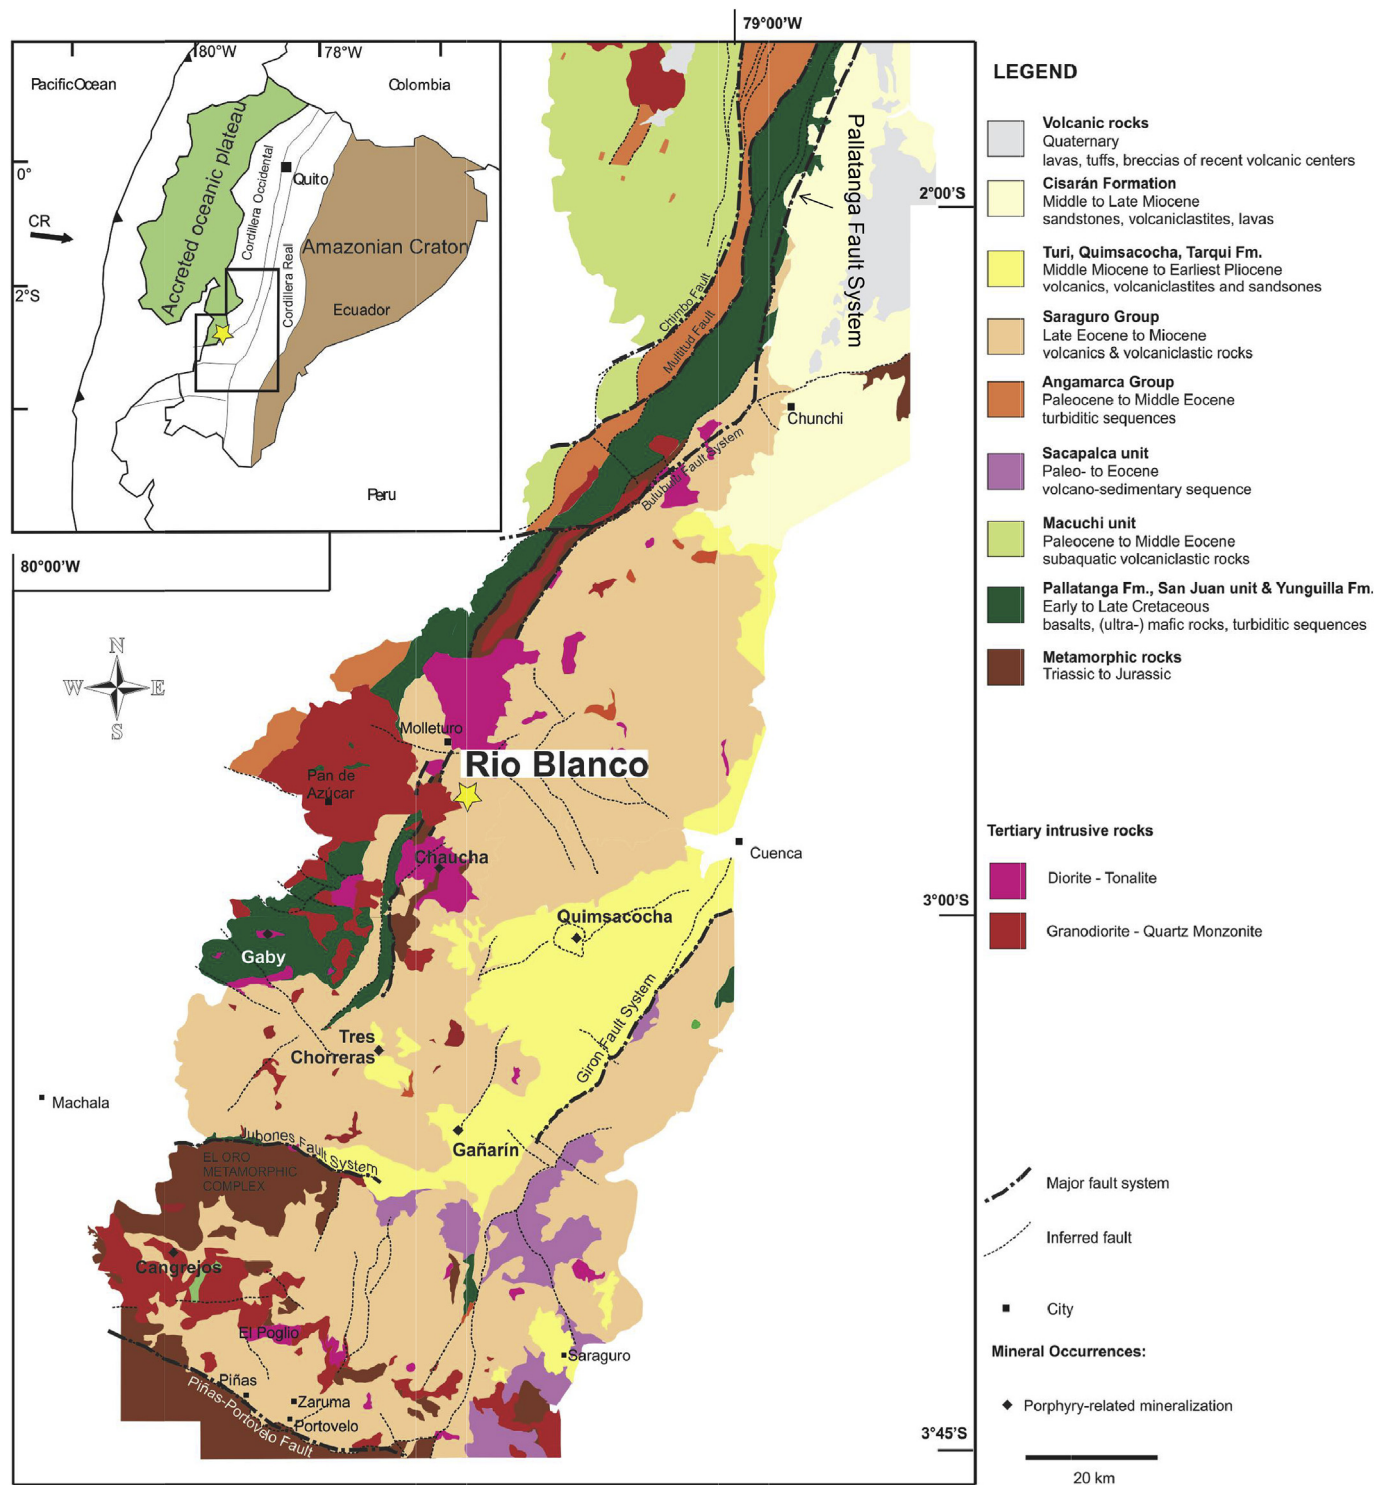 79°00'W
80°W
78°W
PacificOcean
Colombia
Accreted oceanic plateau
Cordillera Occidental
Quito
0°
CR
Amazonian Craton
Cordillera Real
2°S
Ecuador
Peru
80°00'W
N
W
E
S
2°00'S
Pallatanga Fault System
Chimbo Fault
Multitud Fault
Chunchi
Bulubulu Fault System
Molleturo
Rio Blanco
Pan de
Azúcar
Chaucha
Cuenca
3°00'S
Quimsacocha
Gaby
Giron Fault System
Tres
Chorreras
Machala
Gañarín
Jubones Fault System
EL ORO
METAMORPHIC
COMPLEX
Cangrejos
El Poglio
Saraguro
Piñas
Zaruma
Portovelo
Piñas-Portovelo Fault
3°45'S
LEGEND
Volcanic rocks
Quaternary
lavas, tuffs, breccias of recent volcanic centers
Cisarán Formation
Middle to Late Miocene
sandstones, volcaniclastites, lavas
Turi, Quimsacocha, Tarqui Fm.
Middle Miocene to Earliest Pliocene
volcanics, volcaniclastites and sandsones
Saraguro Group
Late Eocene to Miocene
volcanics & volcaniclastic rocks
Angamarca Group
Paleocene to Middle Eocene
turbiditic sequences
Sacapalca unit
Paleo- to Eocene
volcano-sedimentary sequence
Macuchi unit
Paleocene to Middle Eocene
subaquatic volcaniclastic rocks
Pallatanga Fm., San Juan unit & Yunguilla Fm.
Early to Late Cretaceous
basalts, (ultra-) mafic rocks, turbiditic sequences
Metamorphic rocks
Triassic to Jurassic
Tertiary intrusive rocks
Diorite - Tonalite
Granodiorite - Quartz Monzonite
Major fault system
Inferred fault
City
Mineral Occurrences:
Porphyry-related mineralization
20 km